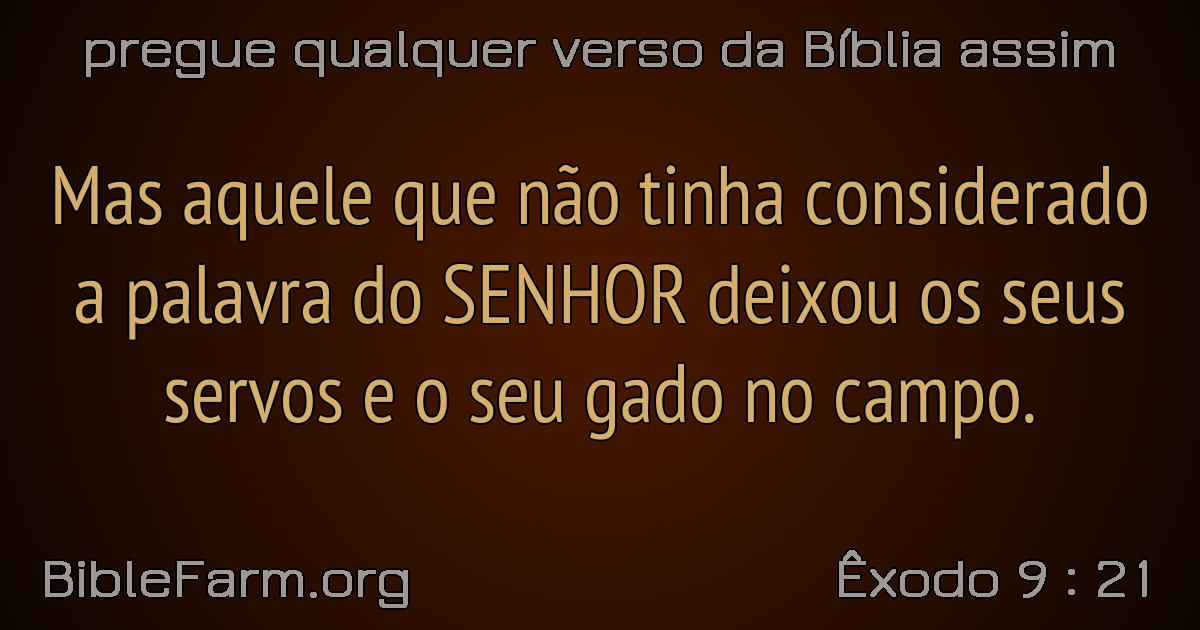 pregue qualquer verso da Bíblia assim
Mas aquele que não tinha considerado
a palavra do SENHOR deixou os seus
servos e o seu gado no campo.
BibleFarm.org
Êxodo 9 : 21